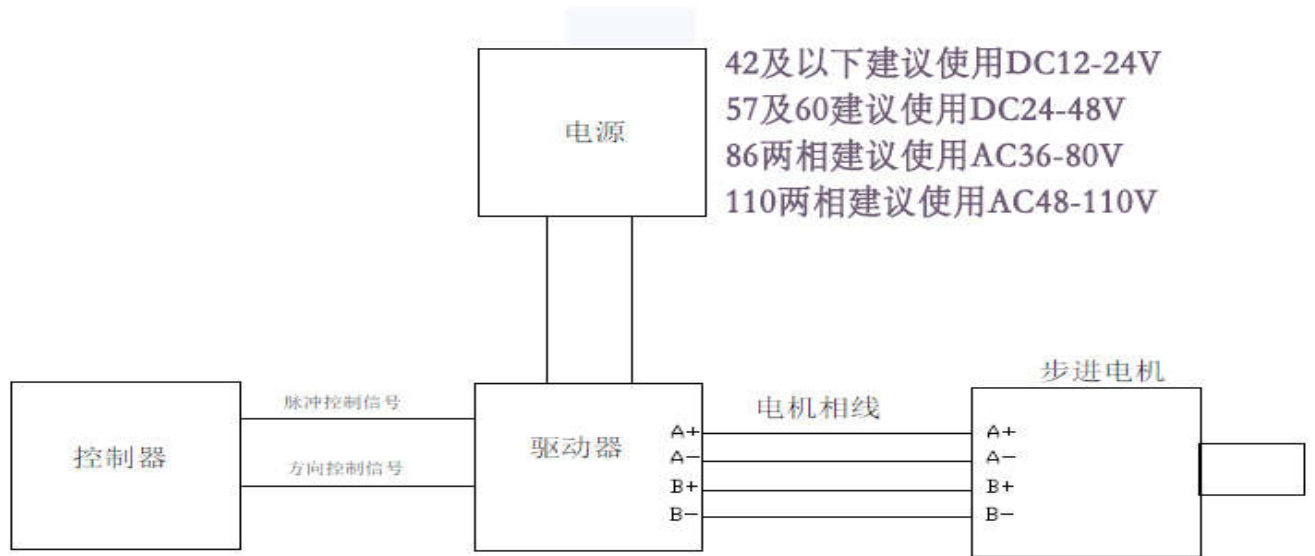 42及以下建议使用DC12-24V
57及60建议使用DC24-48V
电源
86两相建议使用AC36-80V
110两相建议使用AC48-110V
步进电机
脉冲控制信号
电机相线
控制器
驱动器
方向控制信号
A+
A-
B+
B-
A+
A-
B+
B-